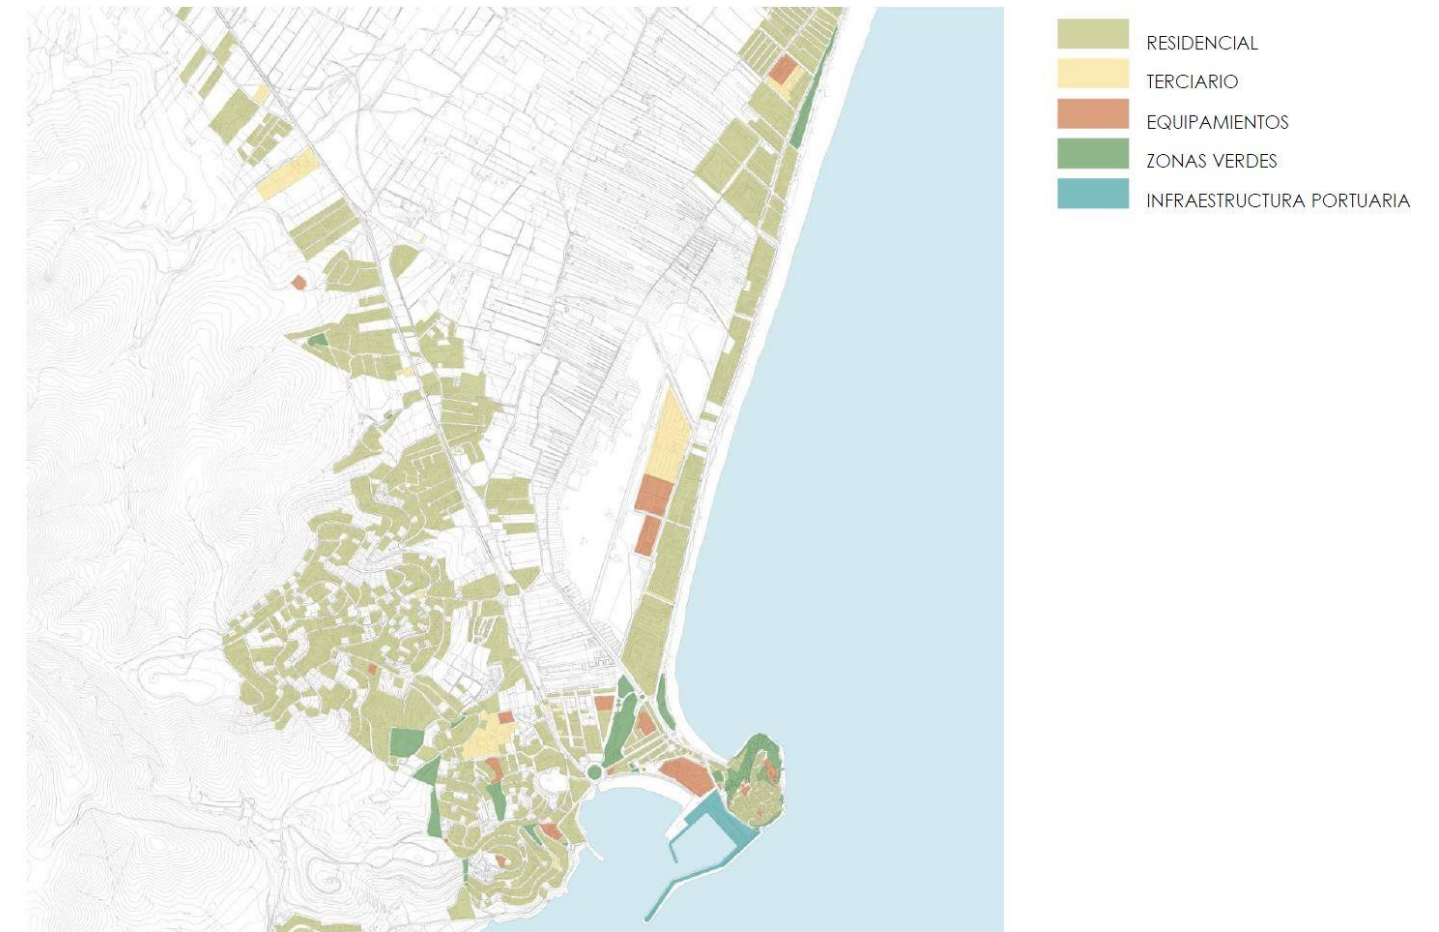 RESIDENCIAL
TERCIARIO
EQUIPAMIENTOS
ZONAS VERDES
INFRAESTRUCTURA PORTUARIA